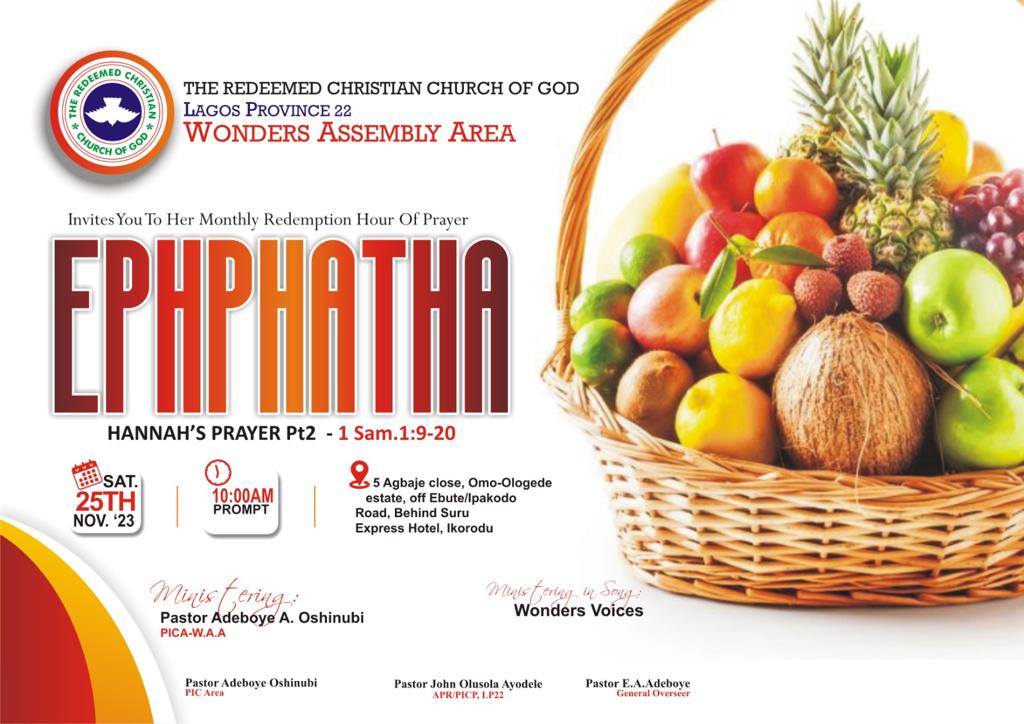 THE REDEEMED CHRISTIAN
CHURCH OF GOD
THE REDEEMED CHRISTIAN CHURCH OF GOD
LAGOS PROVINCE 22
WONDERS ASSEMBLY AREA
Invites You To Her Monthly Redemption Hour Of Prayer
EPHPHATHA
HANNAH'S PRAYER Pt2 - 1 Sam.1:9-20
SAT.
25TH
NOV. '23
10:00AM
PROMPT
5 Agbaje close, Omo-Ologede
estate, off Ebute/Ipakodo
Road, Behind Suru
Express Hotel, Ikorodu
Ministering:
Pastor Adeboye A. Oshinubi
PICA-W.A.A
Ministering in Song:
Wonders Voices
Pastor Adeboye Oshinubi
PIC Area
Pastor John Olusola Ayodele
APR/PICP, LP22
Pastor E.A.Adeboye
General Overseer